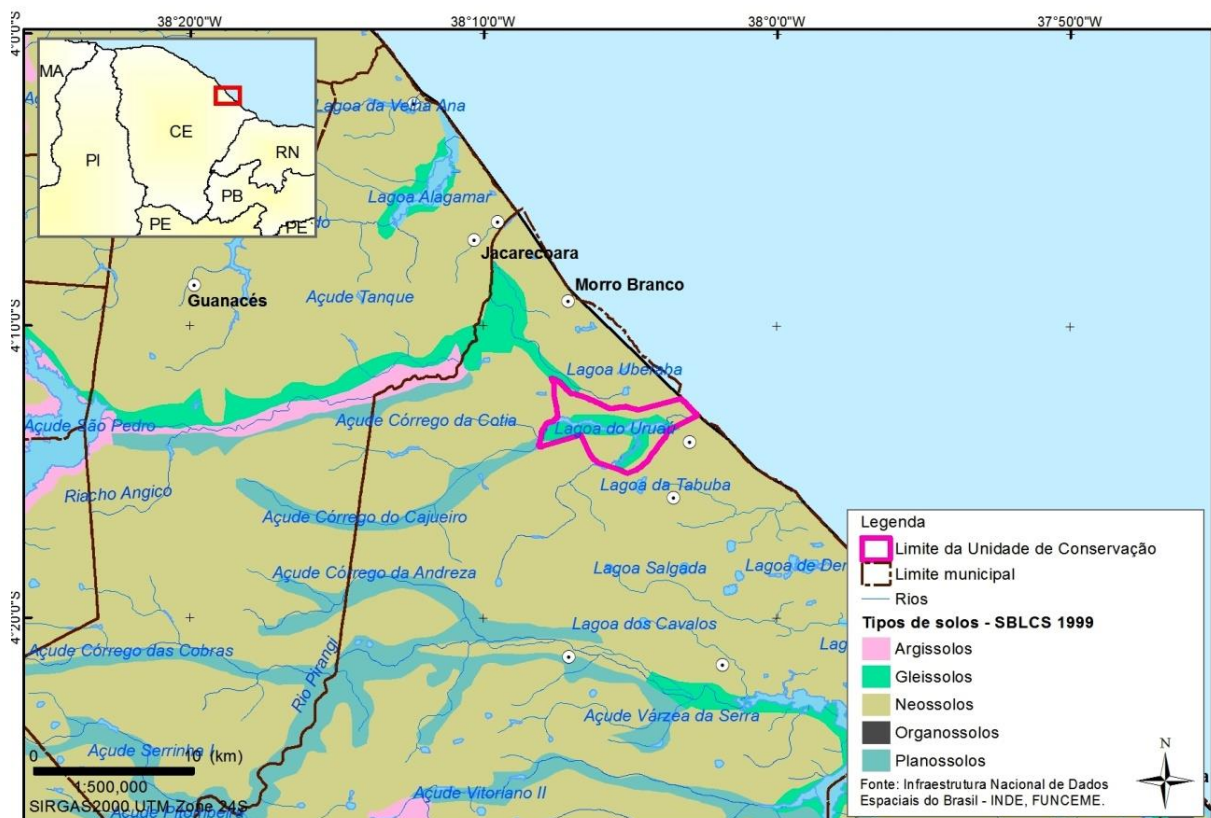 38°20'0"W
38°10'0"W
38°0'0"W
37°50'0"W
4°0'0"S
4°10'0"S
4°20'0"S
MA
PI
CE
RN
PB
PE
PE
Lagoa da Velha Ana
Lagoa Alagamar
Jacarecoara
Guanacés
Açude Tanque
Morro Branco
Lagoa Uberaba
Açude São Pedro
Açude Córrego da Cotia
Lagoa do Uruaú
Riacho Angico
Lagoa da Tabuba
Açude Córrego do Cajueiro
Açude Córrego da Andreza
Lagoa Salgada
Lagoa de Der
Lagoa dos Cavalos
Açude Córrego das Cobras
Rio Pirangi
Lago
Açude Várzea da Serra
Açude Serrinha I
Açude Vitoriano II
0 10 (km)
1:500,000
SIRGAS2000 UTM Zone 24S
Legenda
Limite da Unidade de Conservação
Limite municipal
Rios
Tipos de solos - SBLCS 1999
Argissolos
Gleissolos
Neossolos
Organossolos
Planossolos
Fonte: Infraestrutura Nacional de Dados
Espaciais do Brasil - INDE, FUNCEME.
N